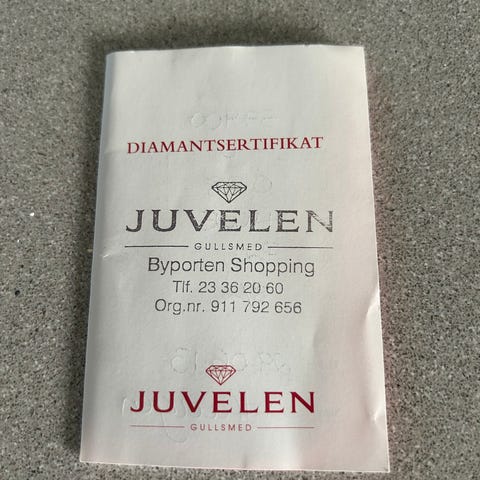 DIAMANTSERTIFIKAT
JUVELEN
GULLSMED
Byporten Shopping
Tlf. 23 36 20 60
Org.nr. 911 792 656
JUVELEN
GULLSMED